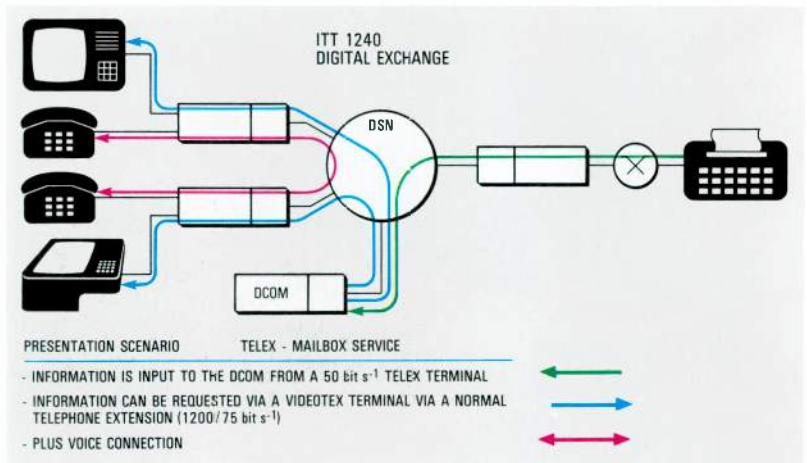 ITT 1240
DIGITAL EXCHANGE
DSN
DCOM
PRESENTATION SCENARIO TELEX - MAILBOX SERVICE
- INFORMATION IS INPUT TO THE DCOM FROM A 50 bit s⁻¹ TELEX TERMINAL
- INFORMATION CAN BE REQUESTED VIA A VIDEOTEX TERMINAL VIA A NORMAL
TELEPHONE EXTENSION (1200/75 bit s⁻¹)
- PLUS VOICE CONNECTION